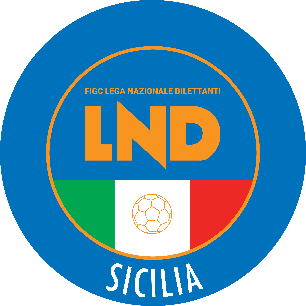 FIGC LEGA NAZIONALE DILETTANTI
LND
SICILIA